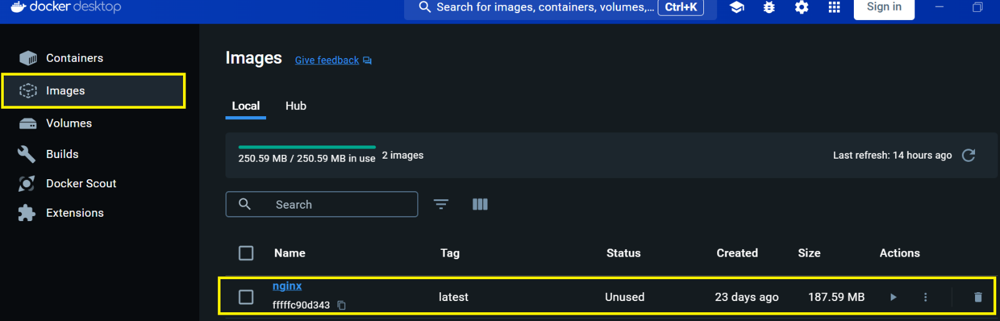 docker desktop
Search for images, containers, volumes,... Ctrl+K
Sign in
Containers
Images
Volumes
Builds
Docker Scout
Extensions
Images Give feedback
Local Hub
250.59 MB / 250.59 MB in use 2 images Last refresh: 14 hours ago
Search
Name Tag Status Created Size Actions
nginx
fffffc90d343
latest Unused 23 days ago 187.59 MB